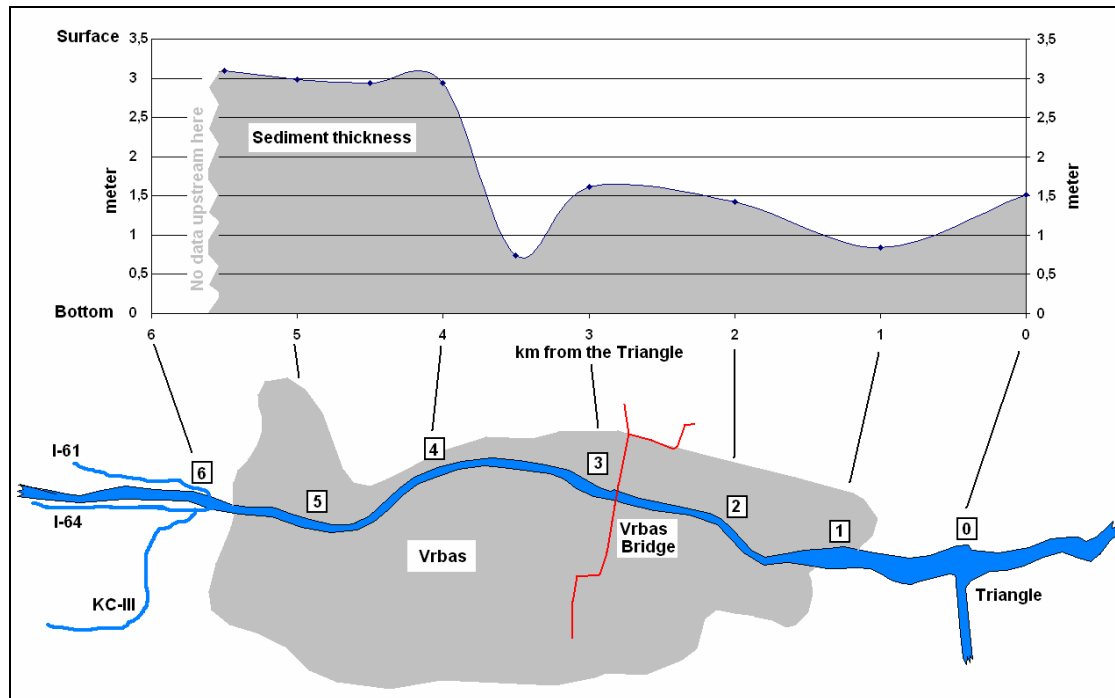 Surface
3,5
3
2,5
2
1,5
1
0,5
0
Bottom
meter
No data upstream here
Sediment thickness
3,5
3
2,5
2
1,5
1
0,5
0
meter
6
5
4
3
2
1
0
km from the Triangle
I-61
I-64
KC-III
6
5
4
3
2
1
0
Vrbas
Vrbas
Bridge
Triangle